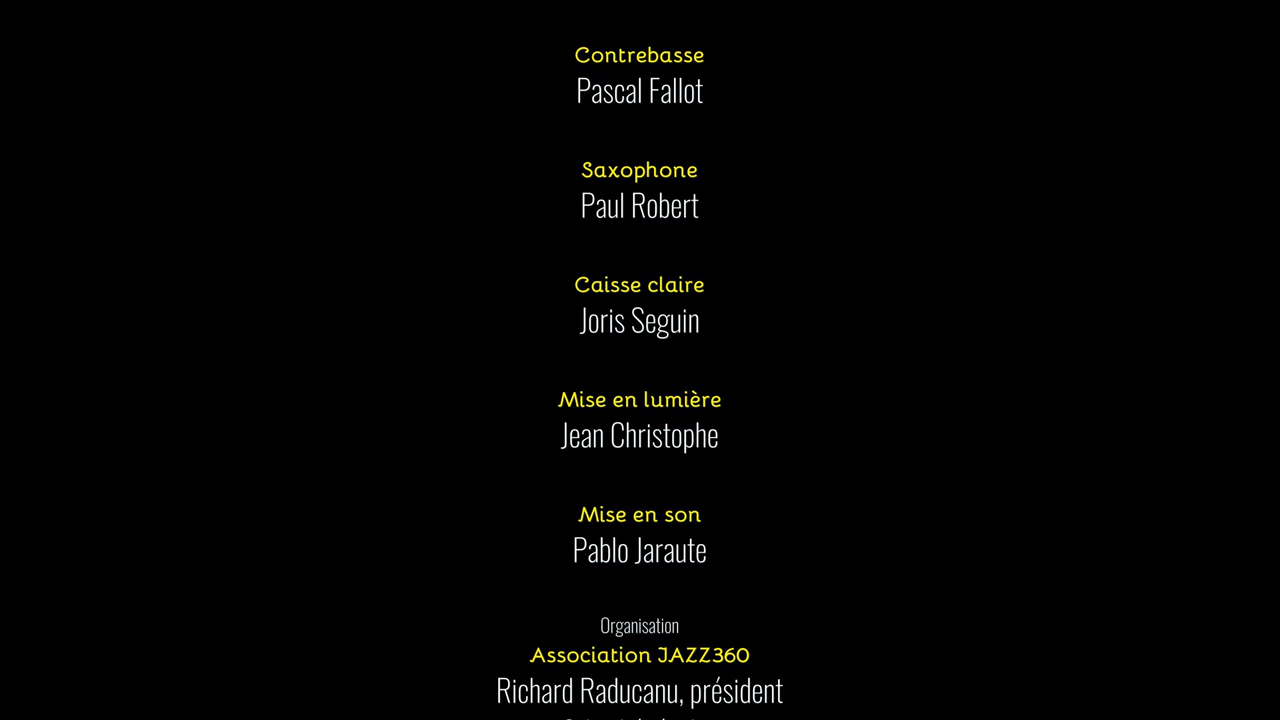 Contrebasse
Pascal Fallot
Saxophone
Paul Robert
Caisse claire
Joris Seguin
Mise en lumière
Jean Christophe
Mise en son
Pablo Jaraute
Organisation
Association JAZZ360
Richard Raducanu, président